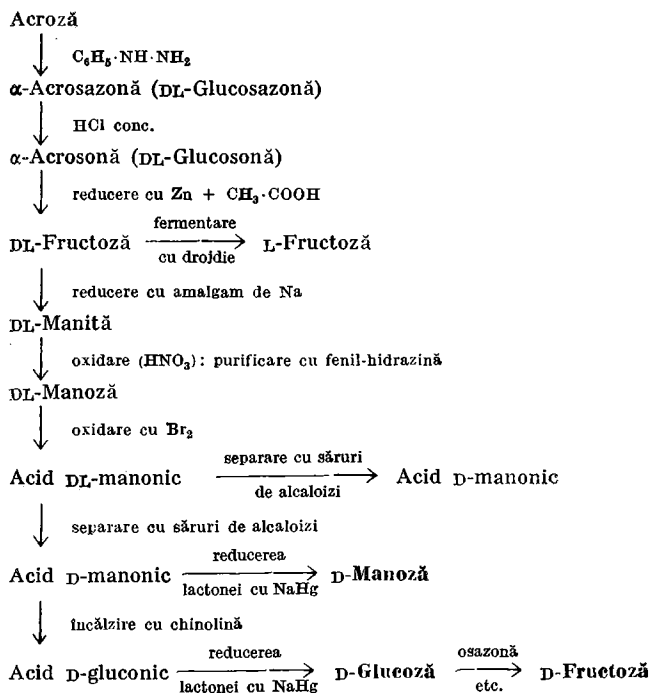 Acroză
C₆H₅·NH·NH₂
α-Acrosazonă (DL-Glucosazonă)
HCl conc.
α-Acrosonă (DL-Glucosonă)
reducere cu Zn + CH₃·COOH
DL-Fructoză fermentare cu drojdie L-Fructoză
reducere cu amalgam de Na
DL-Manită
oxidare (HNO₃): purificare cu fenil-hidrazină
DL-Manoză
oxidare cu Br₂
Acid DL-manonic separare cu săruri de alcaloizi Acid D-manonic
separare cu săruri de alcaloizi
Acid D-manonic reducerea lactonei cu NaHg D-Manoză
încălzire cu chinolină
Acid D-gluconic reducerea lactonei cu NaHg D-Glucoză osazonă etc. D-Fructoză